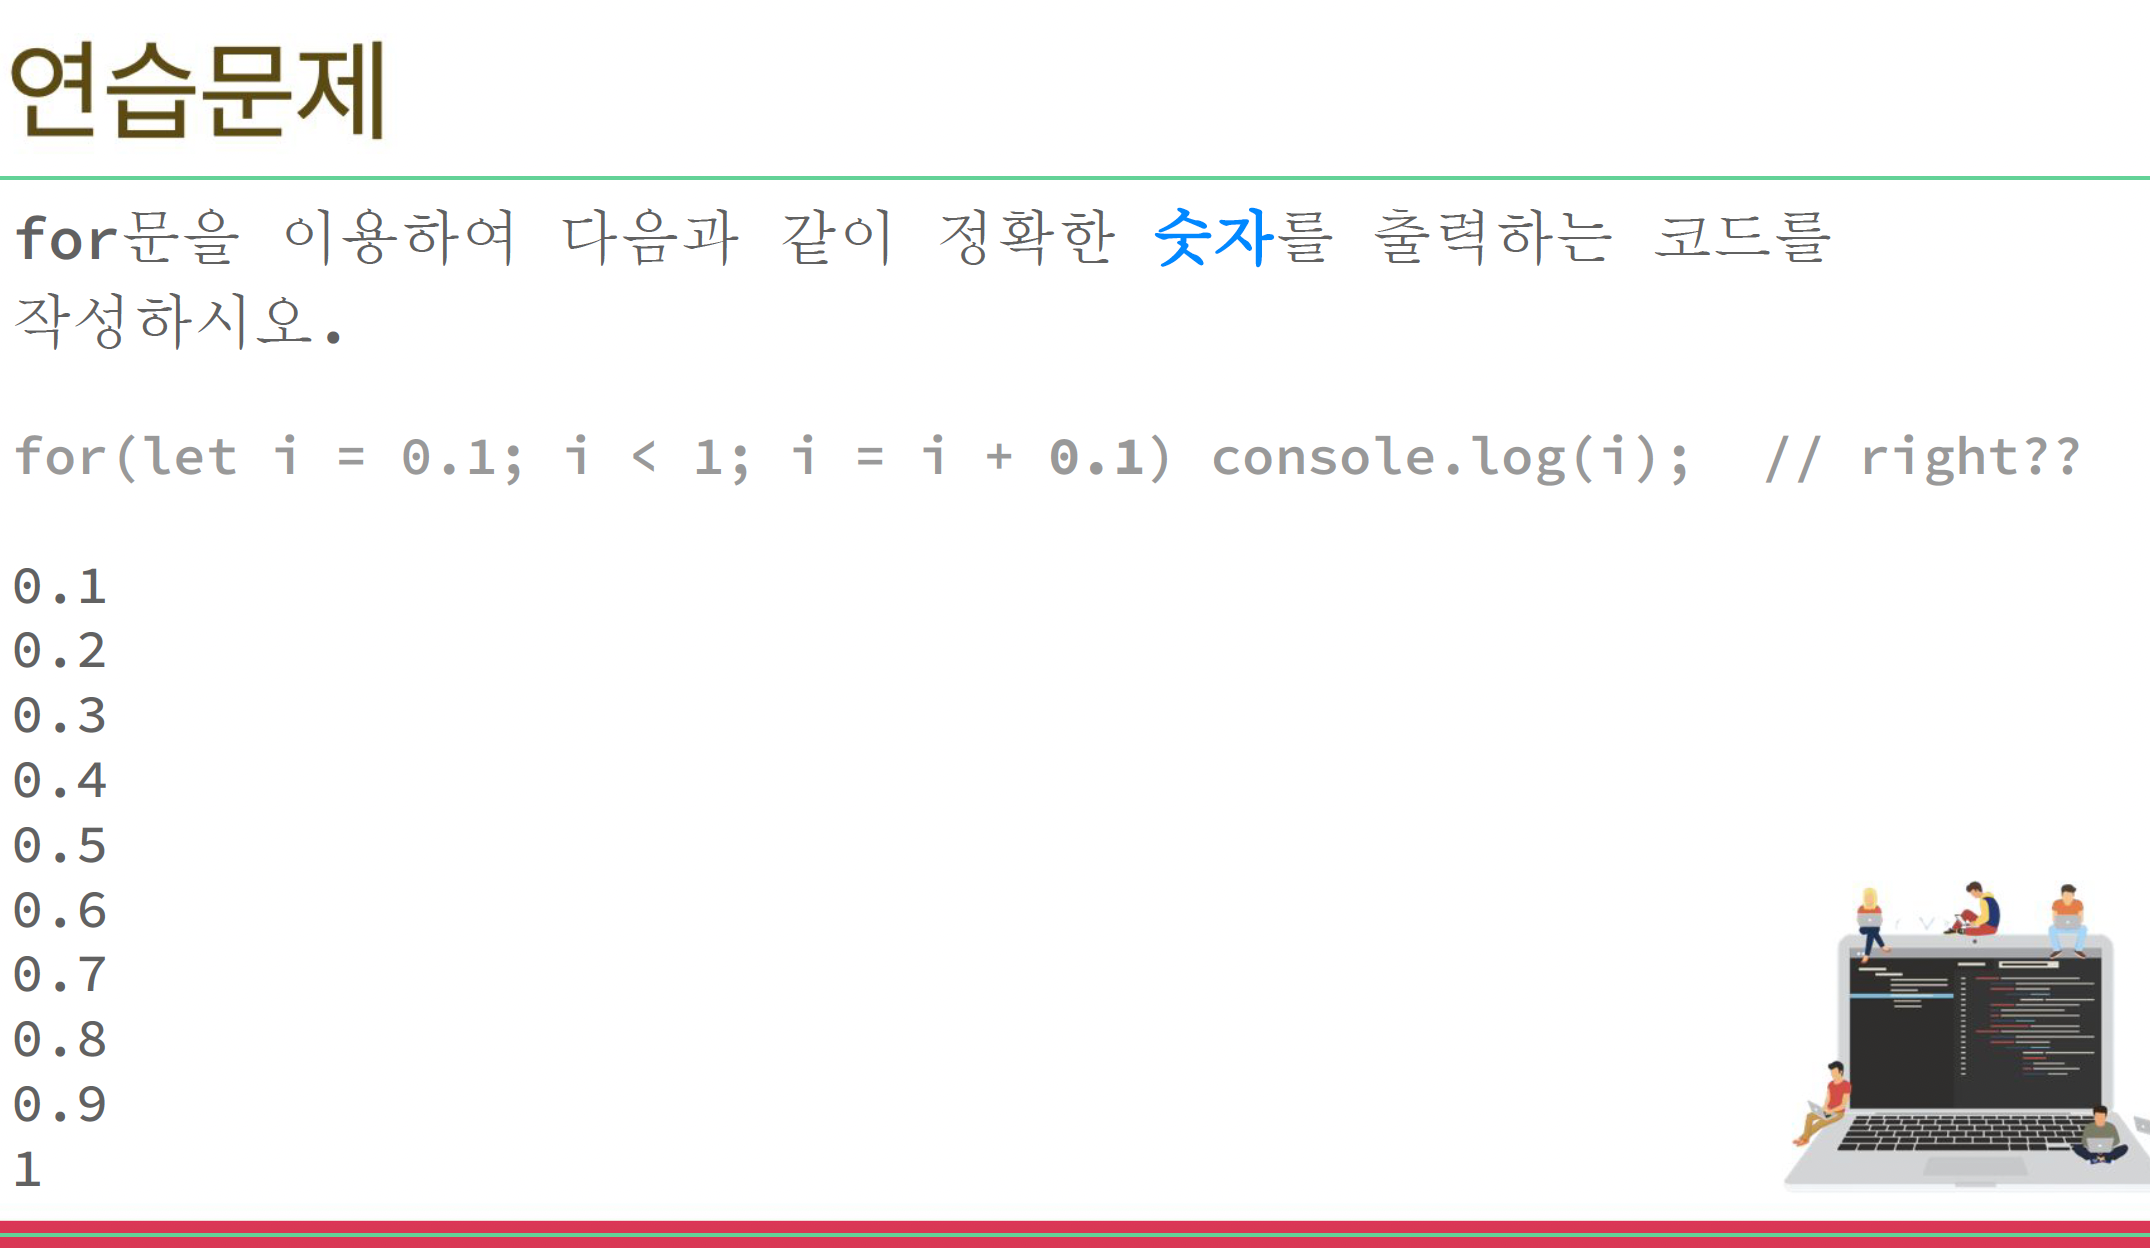 연습문제
for문을 이용하여 다음과 같이 정확한 숫자를 출력하는 코드를
작성하시오.
for(let i = 0.1; i < 1; i = i + 0.1) console.log(i);  // right??
0.1
0.2
0.3
0.4
0.5
0.6
0.7
0.8
0.9
1